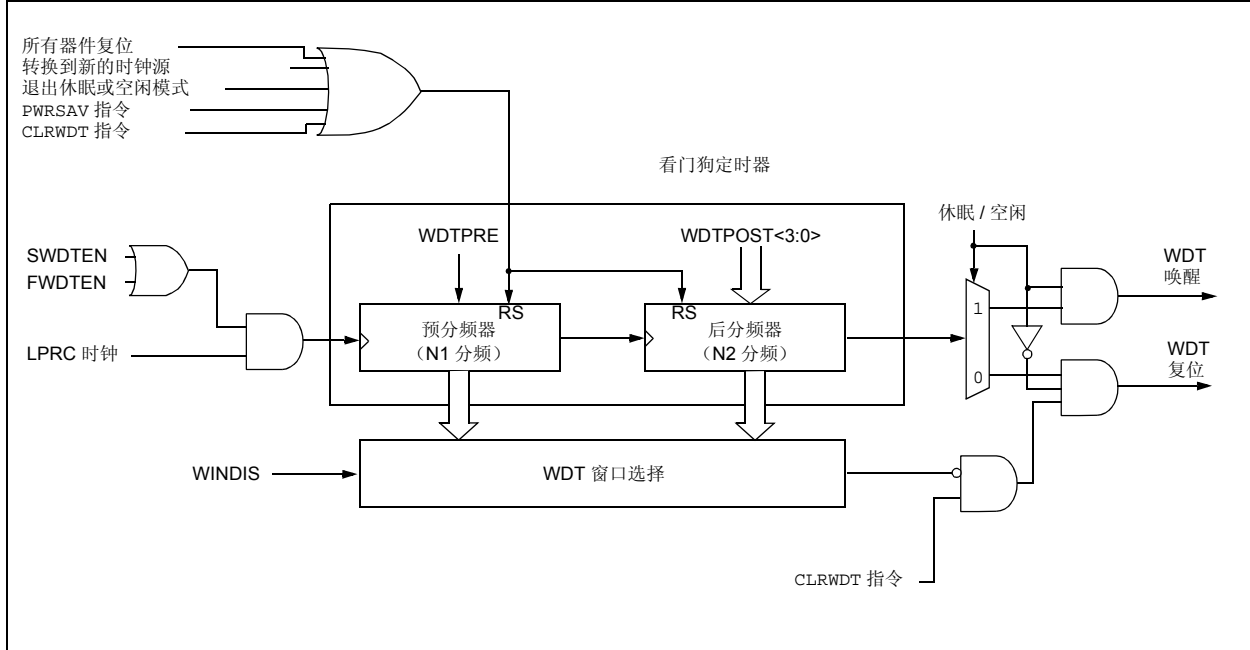 所有器件复位
转换到新的时钟源
退出休眠或空闲模式
PWRSAV 指令
CLRWDT 指令
看门狗定时器
休眠 / 空闲
SWDTEN
FWDTEN
WDTPRE
WDTPOST<3:0>
WDT
唤醒
RS
RS
1
预分频器
（N1 分频）
后分频器
（N2 分频）
LPRC 时钟
WDT
复位
0
WINDIS
WDT 窗口选择
CLRWDT 指令